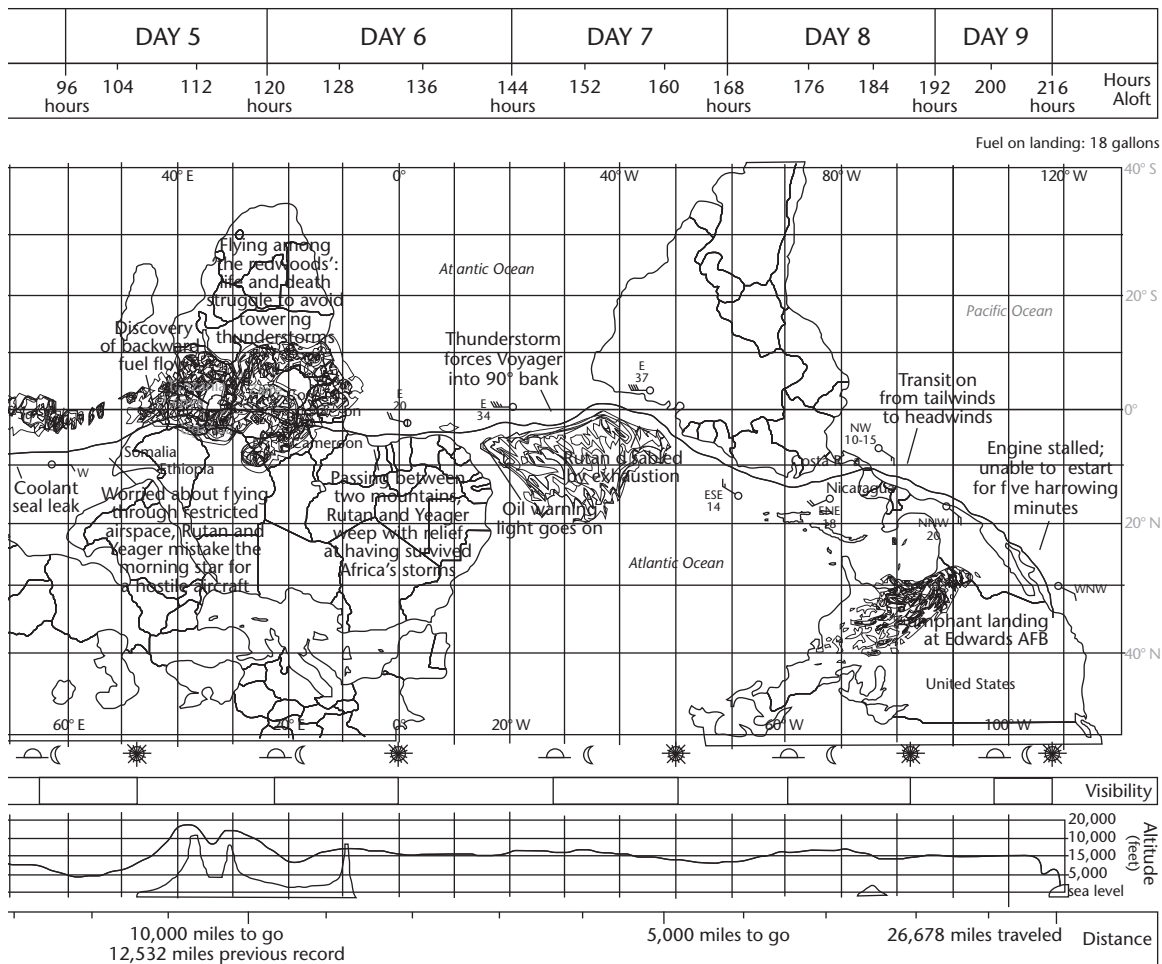 DAY 5
DAY 6
DAY 7
DAY 8
DAY 9
96
hours
104
112
120
hours
128
136
144
hours
152
160
168
hours
176
184
192
hours
200
216
hours
Hours
Aloft
Fuel on landing: 18 gallons
40° E
0°
40° W
80° W
120° W
40° S
Flying among
the redwoods':
life and death
struggle to avoid
towering
thunderstorms
Atlantic Ocean
20° S
Pacific Ocean
Discovery
of backward
fuel flow
Thunderstorm
forces Voyager
into 90° bank
E
37
E
34
E
20
Transition
from tailwinds
to headwinds
0°
Cameroon
NW
10-15
Engine stalled;
unable to restart
for five harrowing
minutes
Somalia
Ethiopia
W
Coolant
seal leak
Rutan disabled
by exhaustion
Costa R
Nicaragua
Worried about flying
through restricted
airspace, Rutan and
Yeager mistake the
morning star for
a hostile aircraft
Passing between
two mountains,
Rutan and Yeager
weep with relief
at having survived
Africa's storms
Oil warning
light goes on
ESE
14
ENE
18
NNW
20
20° N
Atlantic Ocean
WNW
landing
at Edwards AFB
40° N
United States
60° E
20° E
0°
20° W
60° W
100° W
Visibility
20,000
10,000
15,000
5,000
sea level
Altitude
(feet)
10,000 miles to go
12,532 miles previous record
5,000 miles to go
26,678 miles traveled
Distance